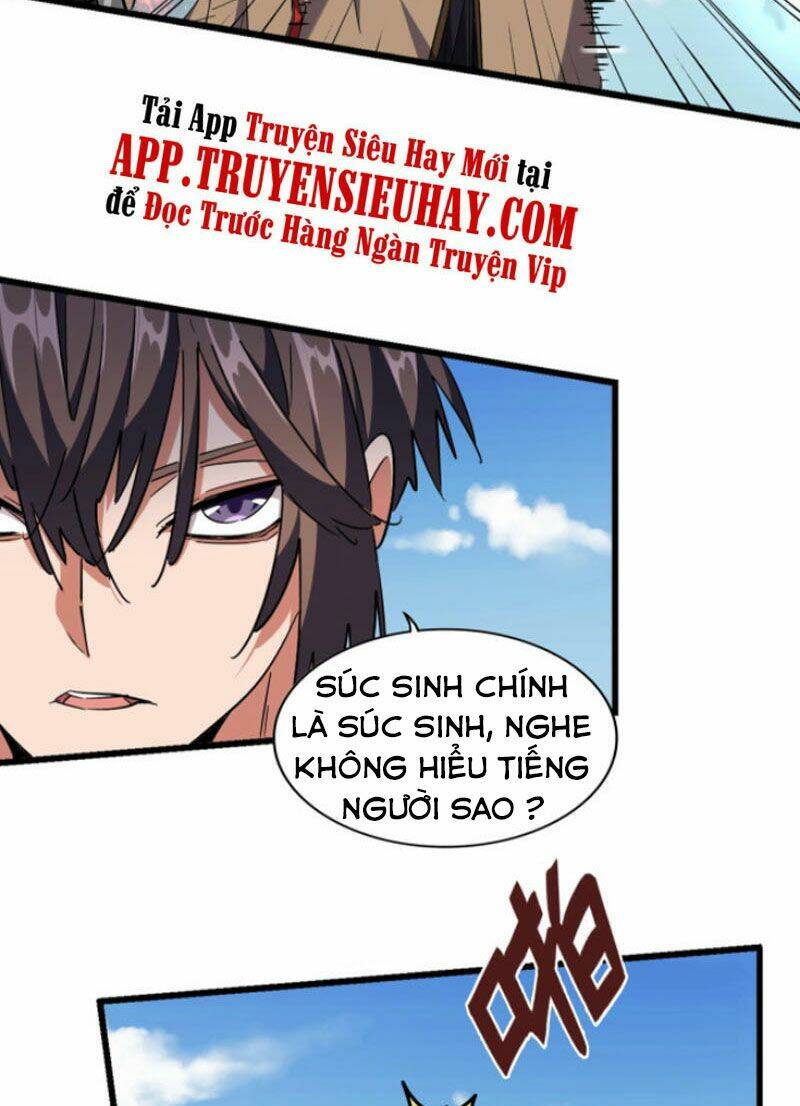 Tải App Truyện Siêu Hay Mới tại
APP.TRUYENSIEUHAY.COM
để Đọc Trước Hàng Ngàn Truyện Vip
SÚC SINH CHÍNH
LÀ SÚC SINH, NGHE
KHÔNG HIỂU TIẾNG
NGƯỜI SAO ?